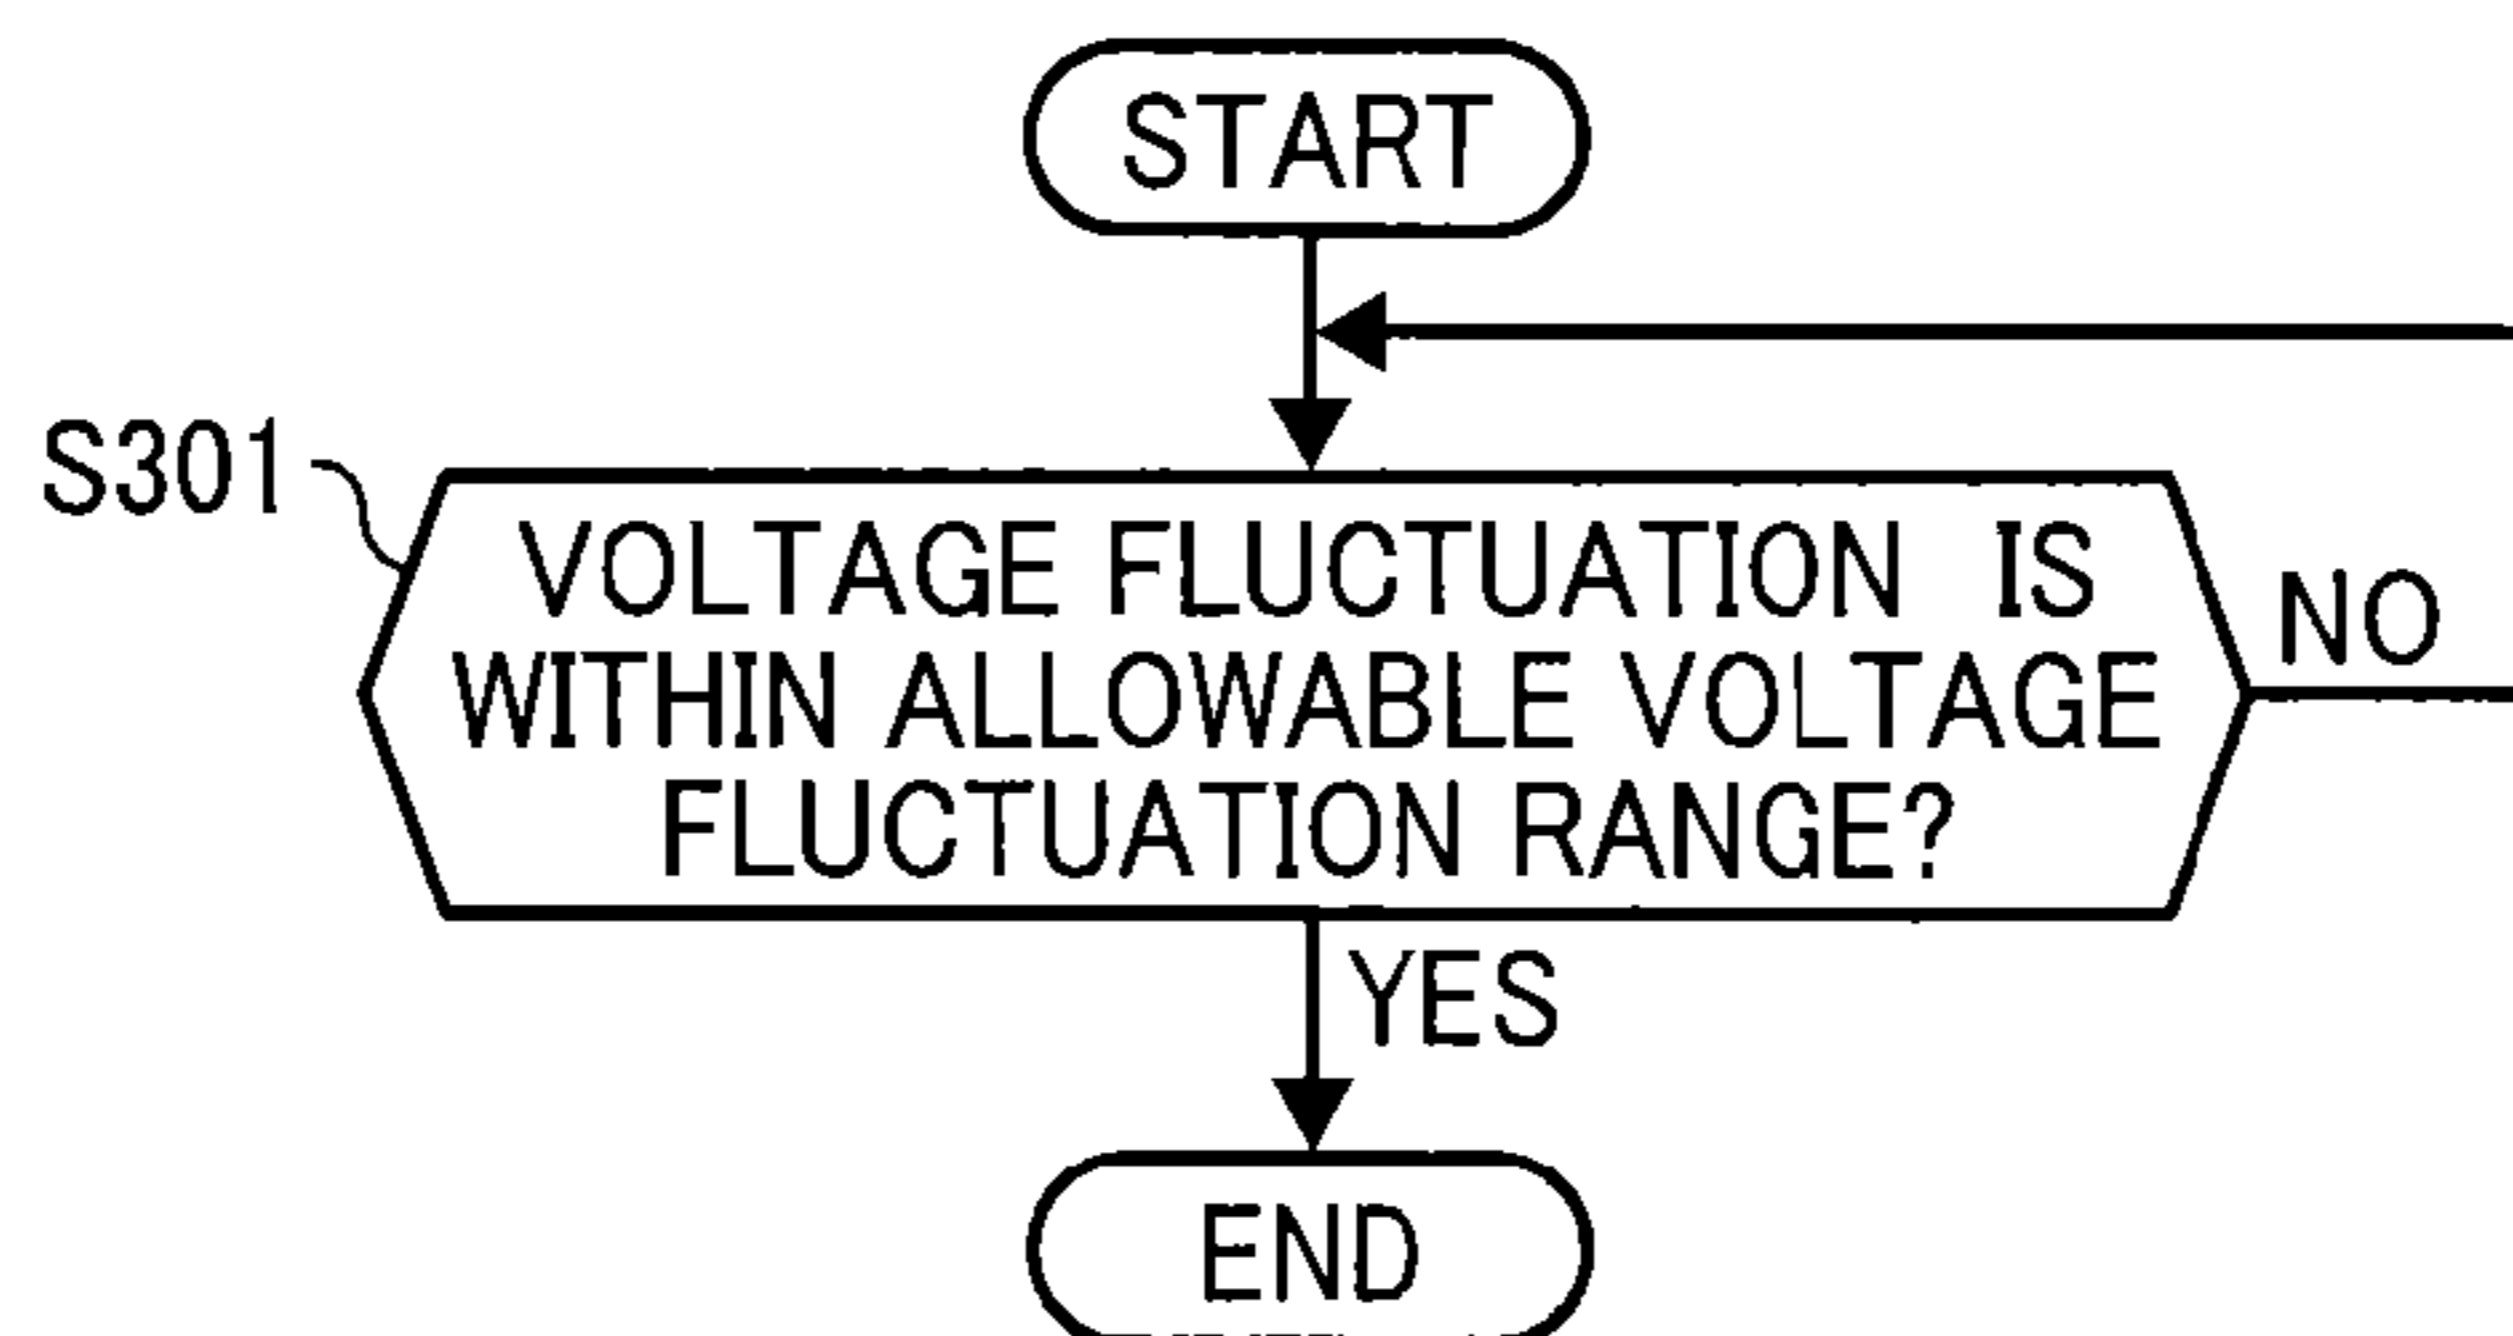 START
S301
VOLTAGE FLUCTUATION IS
WITHIN ALLOWABLE VOLTAGE
FLUCTUATION RANGE?
NO
YES
END